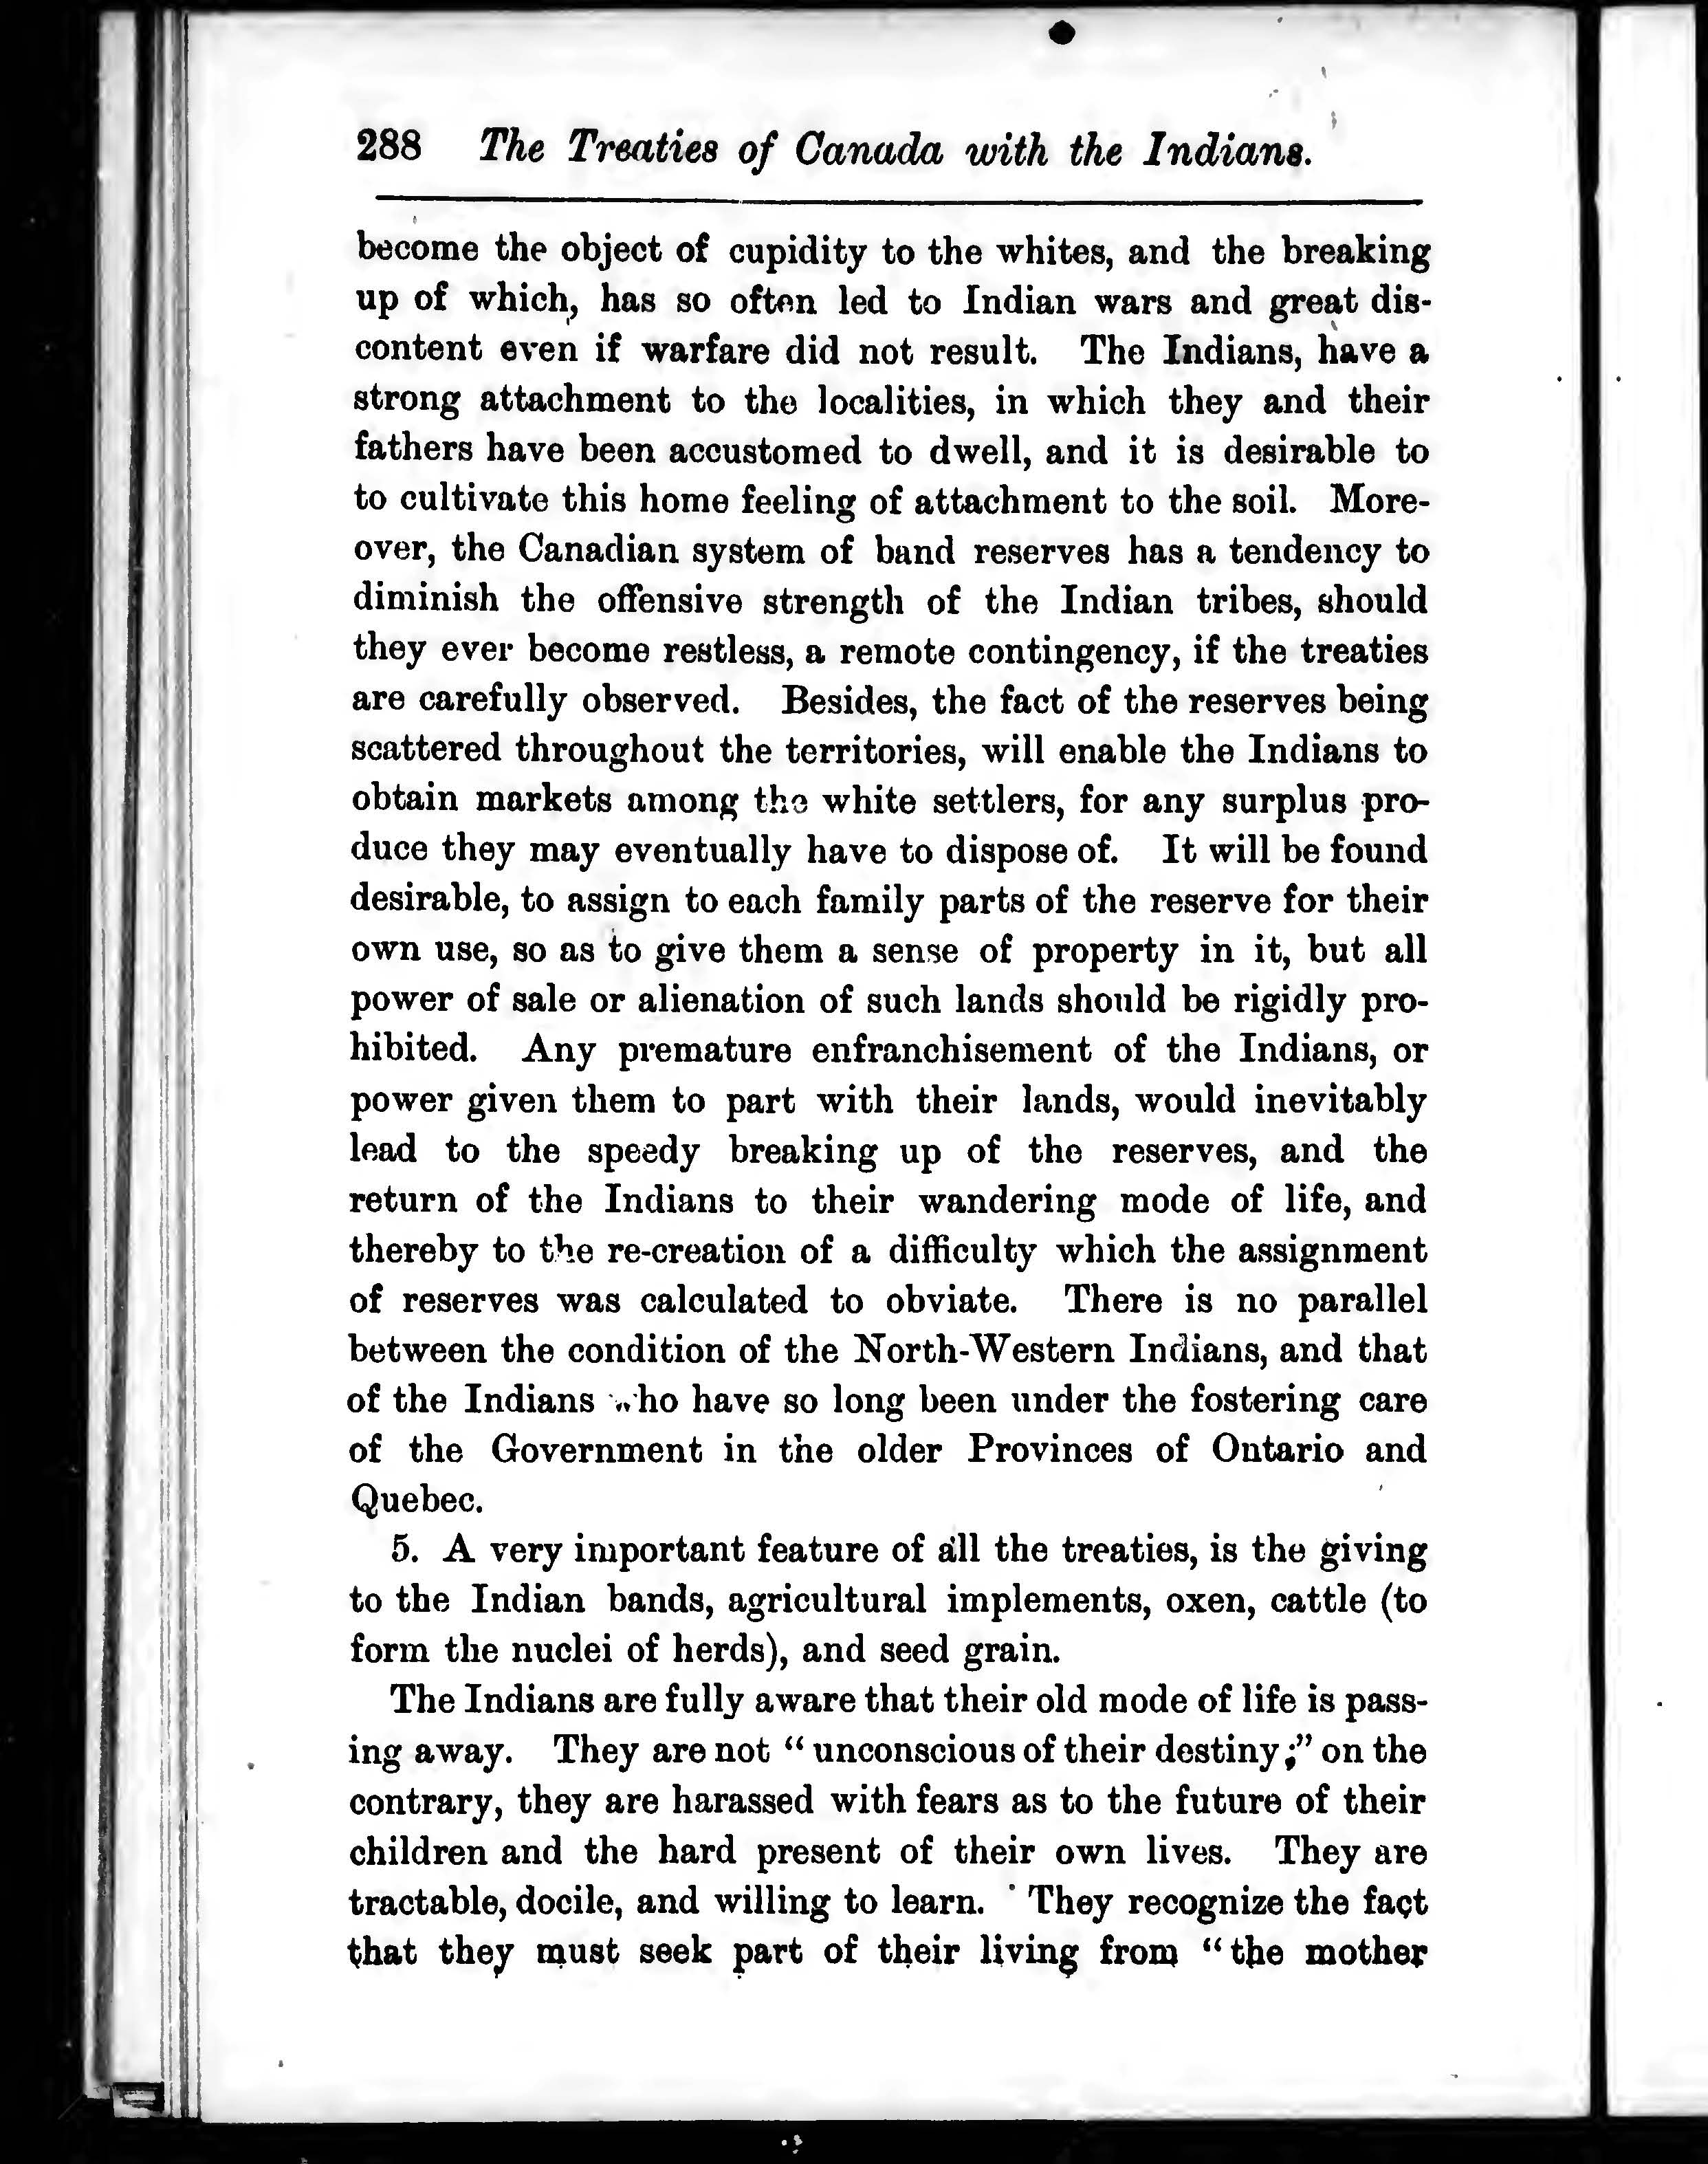 288 The Treaties of Canada with the Indians.
become the object of cupidity to the whites, and the breaking
up of which, has so often led to Indian wars and great dis-
content even if warfare did not result. The Indians, have a
strong attachment to the localities, in which they and their
fathers have been accustomed to dwell, and it is desirable to
to cultivate this home feeling of attachment to the soil. More-
over, the Canadian system of band reserves has a tendency to
diminish the offensive strength of the Indian tribes, should
they ever become restless, a remote contingency, if the treaties
are carefully observed. Besides, the fact of the reserves being
scattered throughout the territories, will enable the Indians to
obtain markets among the white settlers, for any surplus pro-
duce they may eventually have to dispose of. It will be found
desirable, to assign to each family parts of the reserve for their
own use, so as to give them a sense of property in it, but all
power of sale or alienation of such lands should be rigidly pro-
hibited. Any premature enfranchisement of the Indians, or
power given them to part with their lands, would inevitably
lead to the speedy breaking up of the reserves, and the
return of the Indians to their wandering mode of life, and
thereby to the re-creation of a difficulty which the assignment
of reserves was calculated to obviate. There is no parallel
between the condition of the North-Western Indians, and that
of the Indians who have so long been under the fostering care
of the Government in the older Provinces of Ontario and
Quebec.
5. A very important feature of all the treaties, is the giving
to the Indian bands, agricultural implements, oxen, cattle (to
form the nuclei of herds), and seed grain.
The Indians are fully aware that their old mode of life is pass-
ing away. They are not “ unconscious of their destiny ;” on the
contrary, they are harassed with fears as to the future of their
children and the hard present of their own lives. They are
tractable, docile, and willing to learn. They recognize the fact
that they must seek part of their living from “ the mother